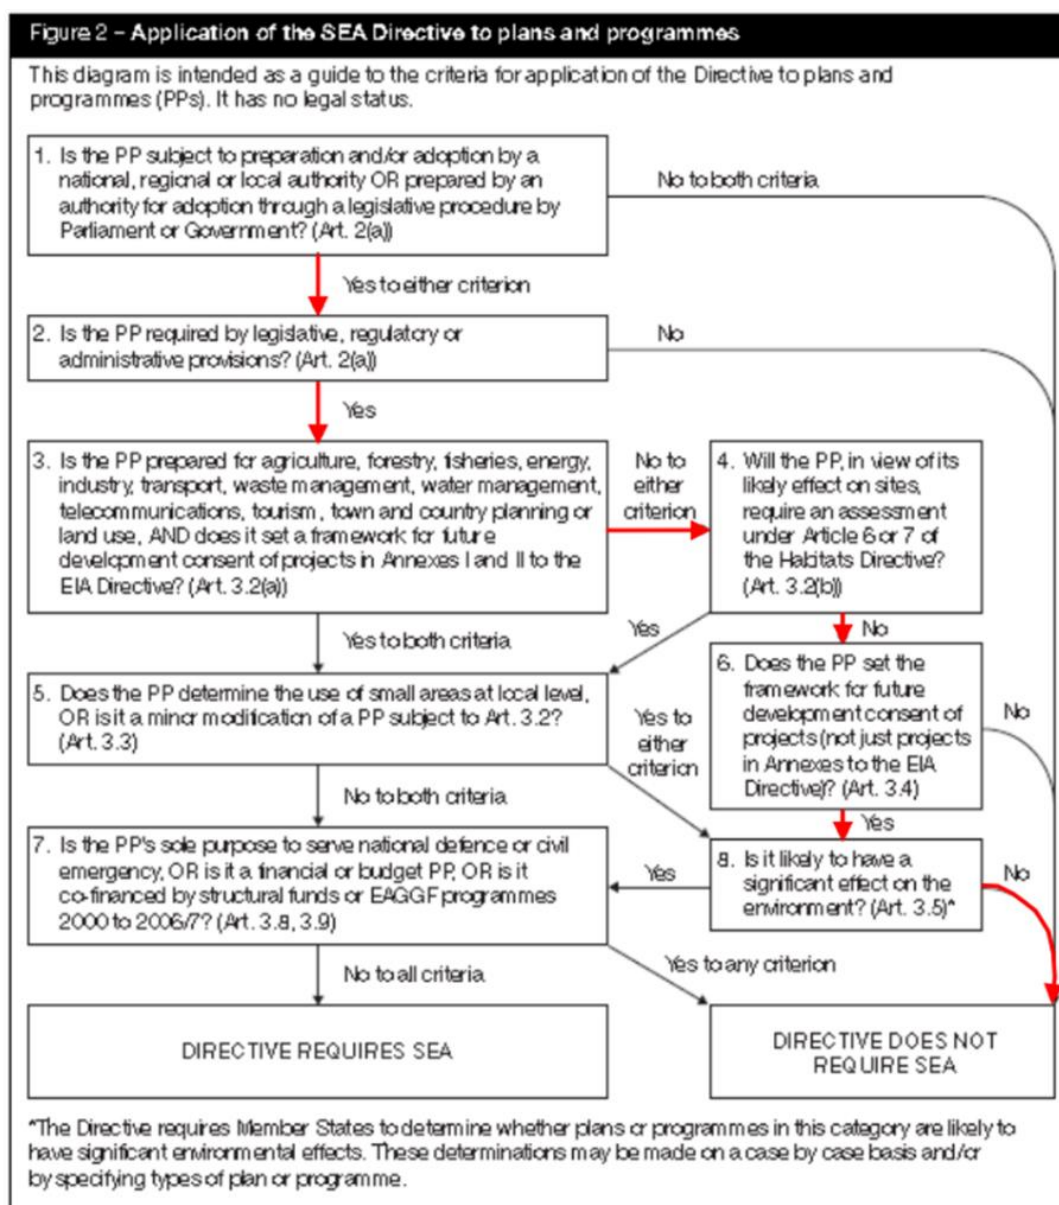 Figure 2 – Application of the SEA Directive to plans and programmes
This diagram is intended as a guide to the criteria for application of the Directive to plans and
programmes (PPs). It has no legal status.
1. Is the PP subject to preparation and/or adoption by a
national, regional or local authority OR prepared by an
authority for adoption through a legislative procedure by
Parliament or Government? (Art. 2(a))
No to both criteria
Yes to either criterion
2. Is the PP required by legislative, regulatory or
administrative provisions? (Art. 2(a))
No
Yes
3. Is the PP prepared for agriculture, forestry, fisheries, energy,
industry, transport, waste management, water management,
telecommunications, tourism, town and country planning or
land use, AND does it set a framework for future
development consent of projects in Annexes I and II to the
EIA Directive? (Art. 3.2(a))
No to
either
criterion
4. Will the PP, in view of its
likely effect on sites,
require an assessment
under Article 6 or 7 of
the Habitats Directive?
(Art. 3.2(b))
Yes to both criteria
Yes
No
5. Does the PP determine the use of small areas at local level,
OR is it a minor modification of a PP subject to Art. 3.2?
(Art. 3.3)
Yes to
either
criterion
6. Does the PP set the
framework for future
development consent of
projects (not just projects
in Annexes to the EIA
Directive)? (Art. 3.4)
No
No to both criteria
Yes
7. Is the PP's sole purpose to serve national defence or civil
emergency, OR is it a financial or budget PP, OR is it
co-financed by structural funds or EAGGF programmes
2000 to 2006/7? (Art. 3.8, 3.9)
Yes
8. Is it likely to have a
significant effect on the
environment? (Art. 3.5)*
No
No to all criteria
Yes to any criterion
DIRECTIVE REQUIRES SEA
DIRECTIVE DOES NOT
REQUIRE SEA
*The Directive requires Member States to determine whether plans or programmes in this category are likely to
have significant environmental effects. These determinations may be made on a case by case basis and/or
by specifying types of plan or programme.